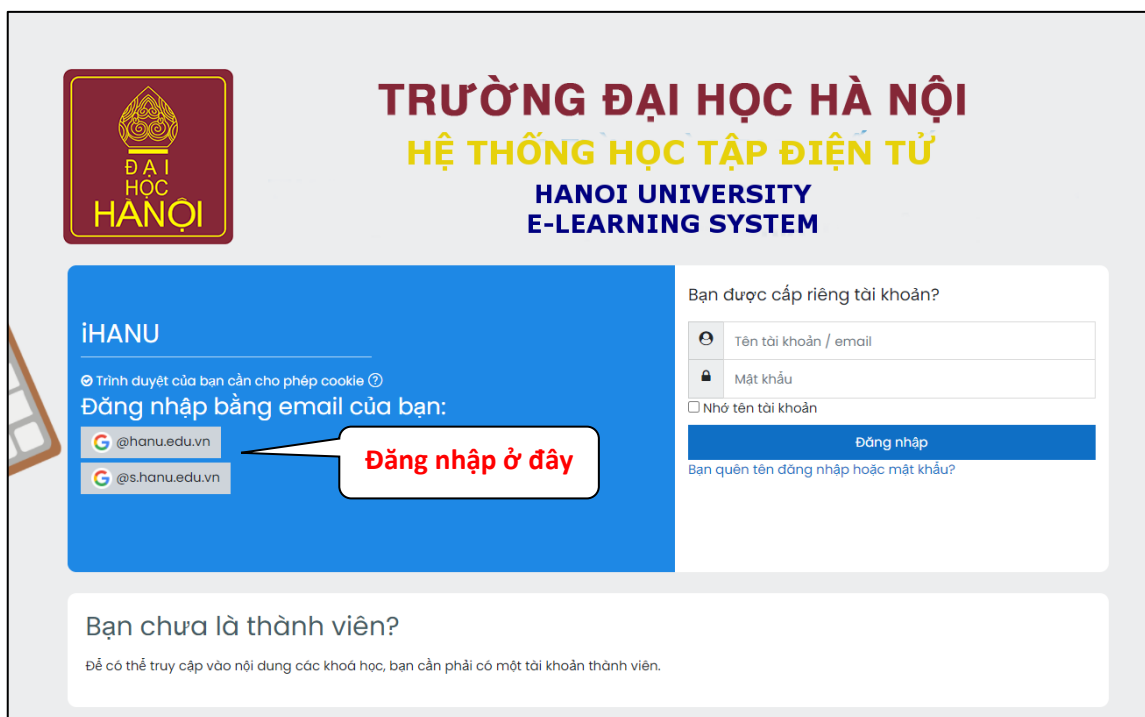 ĐẠI
HỌC
HÀNỘI
TRƯỜNG ĐẠI HỌC HÀ NỘI
HỆ THỐNG HỌC TẬP ĐIỆN TỬ
HANOI UNIVERSITY
E-LEARNING SYSTEM
iHANU
Trình duyệt của bạn cần cho phép cookie
Đăng nhập bằng email của bạn:
@hanu.edu.vn
@s.hanu.edu.vn
Đăng nhập ở đây
Bạn được cấp riêng tài khoản?
Tên tài khoản / email
Mật khẩu
Nhớ tên tài khoản
Đăng nhập
Bạn quên tên đăng nhập hoặc mật khẩu?
Bạn chưa là thành viên?
Để có thể truy cập vào nội dung các khoá học, bạn cần phải có một tài khoản thành viên.